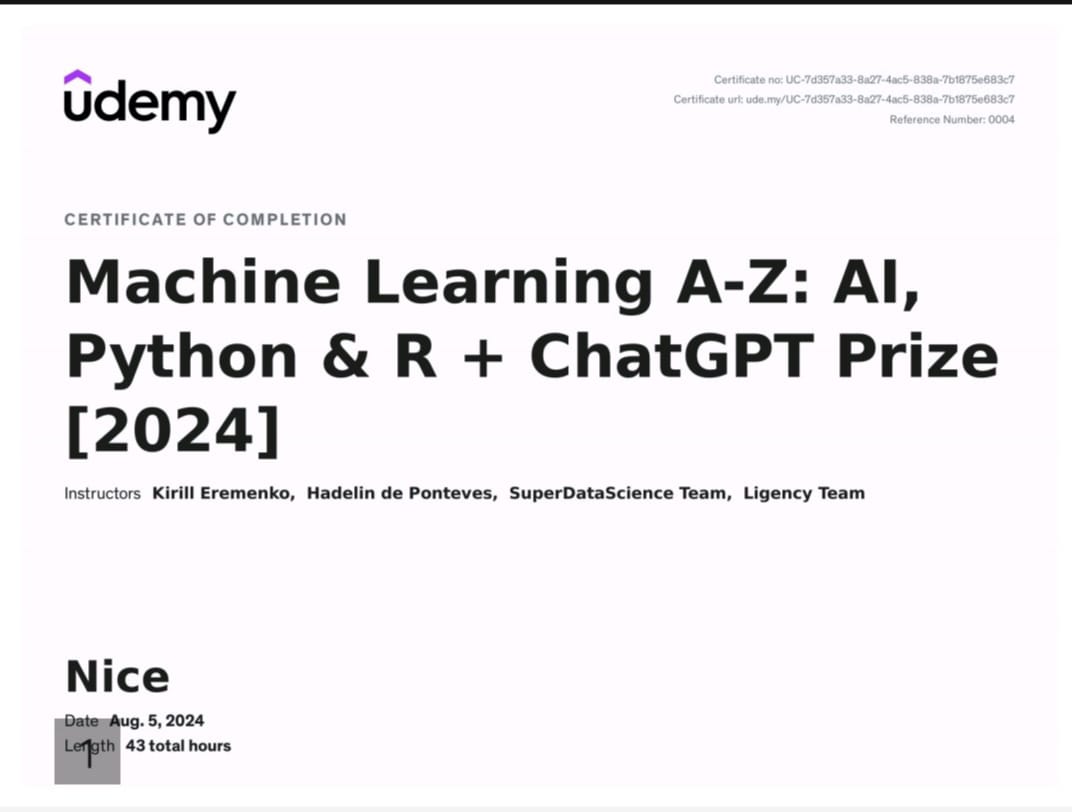 udemy
Certificate no: UC-7d357a33-8a27-4ac5-838a-7b1875e683c7
Certificate url: ude.my/UC-7d357a33-8a27-4ac5-838a-7b1875e683c7
Reference Number: 0004
CERTIFICATE OF COMPLETION
Machine Learning A-Z: AI,
Python & R + ChatGPT Prize
[2024]
Instructors Kirill Eremenko, Hadelin de Ponteves, SuperDataScience Team, Ligency Team
Nice
Date Aug. 5, 2024
Length 43 total hours
1